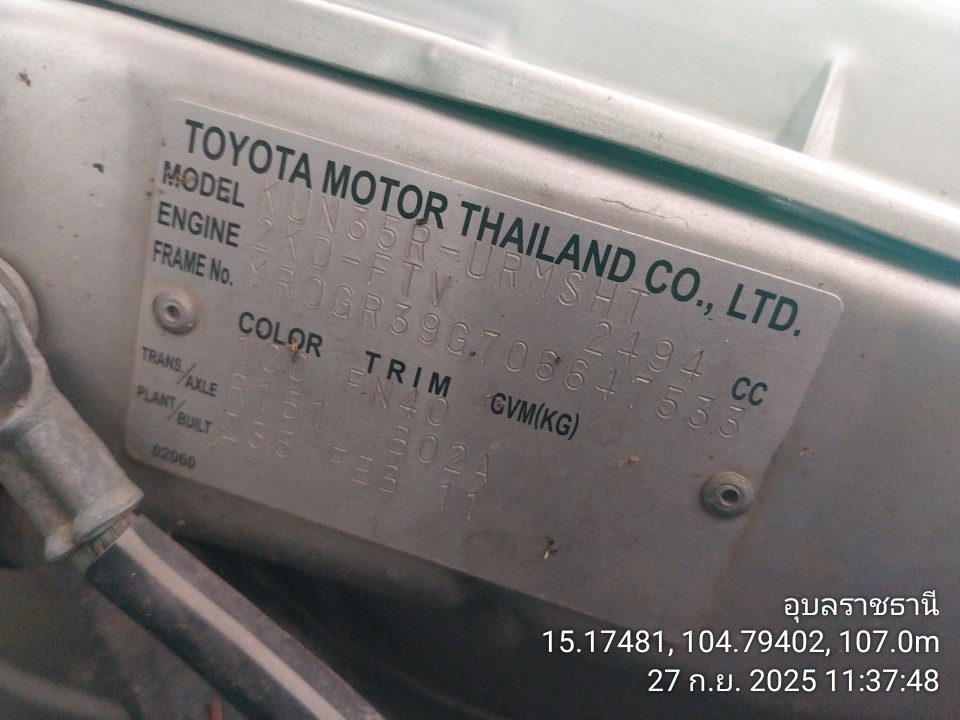 TOYOTA MOTOR THAILAND CO., LTD.
MODEL KUN35R-URMSHT
ENGINE 2KD-FTV 2494 CC
FRAME No. MR0GR39G706647533
COLOR TRIM GVM(KG)
FN40
TRANS./AXLE R151 B02A
PLANT/BUILT FEB 11
02060
อุบลราชธานี
15.17481, 104.79402, 107.0m
27 ก.ย. 2025 11:37:48